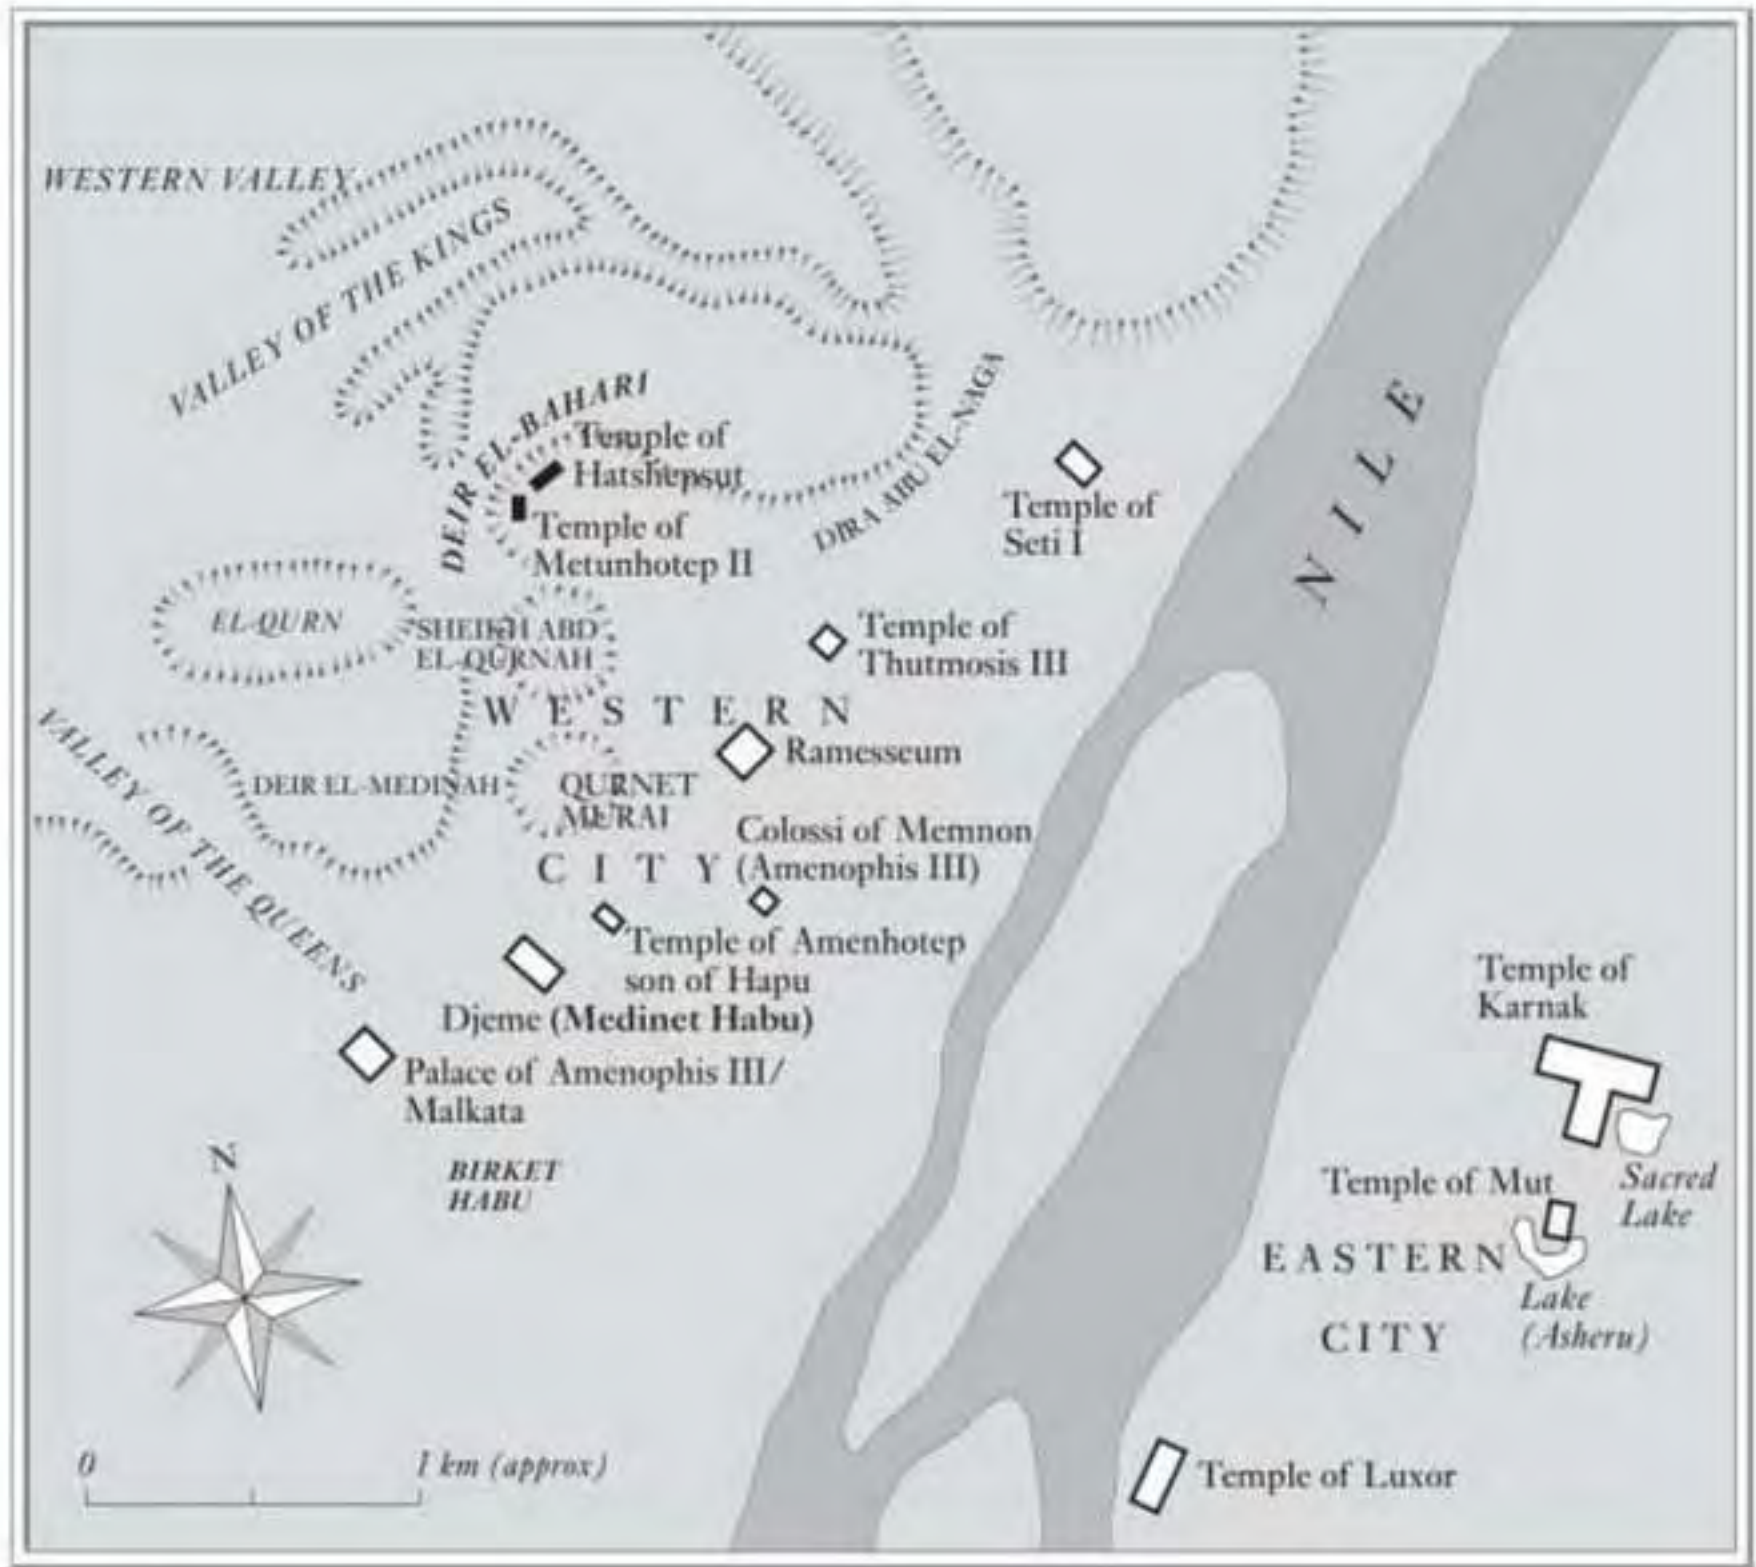 WESTERN VALLEY
VALLEY OF THE KINGS
DEIR EL-BAHARI
Temple of
Hatshepsut
Temple of
Metunhotep II
DIRA ABU EL-NAGA
Temple of
Seti I
NILE
EL-QURN
SHEIKH ABD
EL-QURNAH
Temple of
Thutmosis III
WESTERN
Ramesseum
VALLEY OF THE QUEENS
DEIR EL-MEDINAH
QURNET
MURAI
Colossi of Memnon
(Amenophis III)
CITY
Temple of Amenhotep
son of Hapu
Djeme (Medinet Habu)
Palace of Amenophis III/
Malkata
BIRKET
HABU
Temple of
Karnak
Sacred
Lake
Temple of Mut
EASTERN
CITY
Lake
(Asheru)
N
0 1 km (approx)
Temple of Luxor